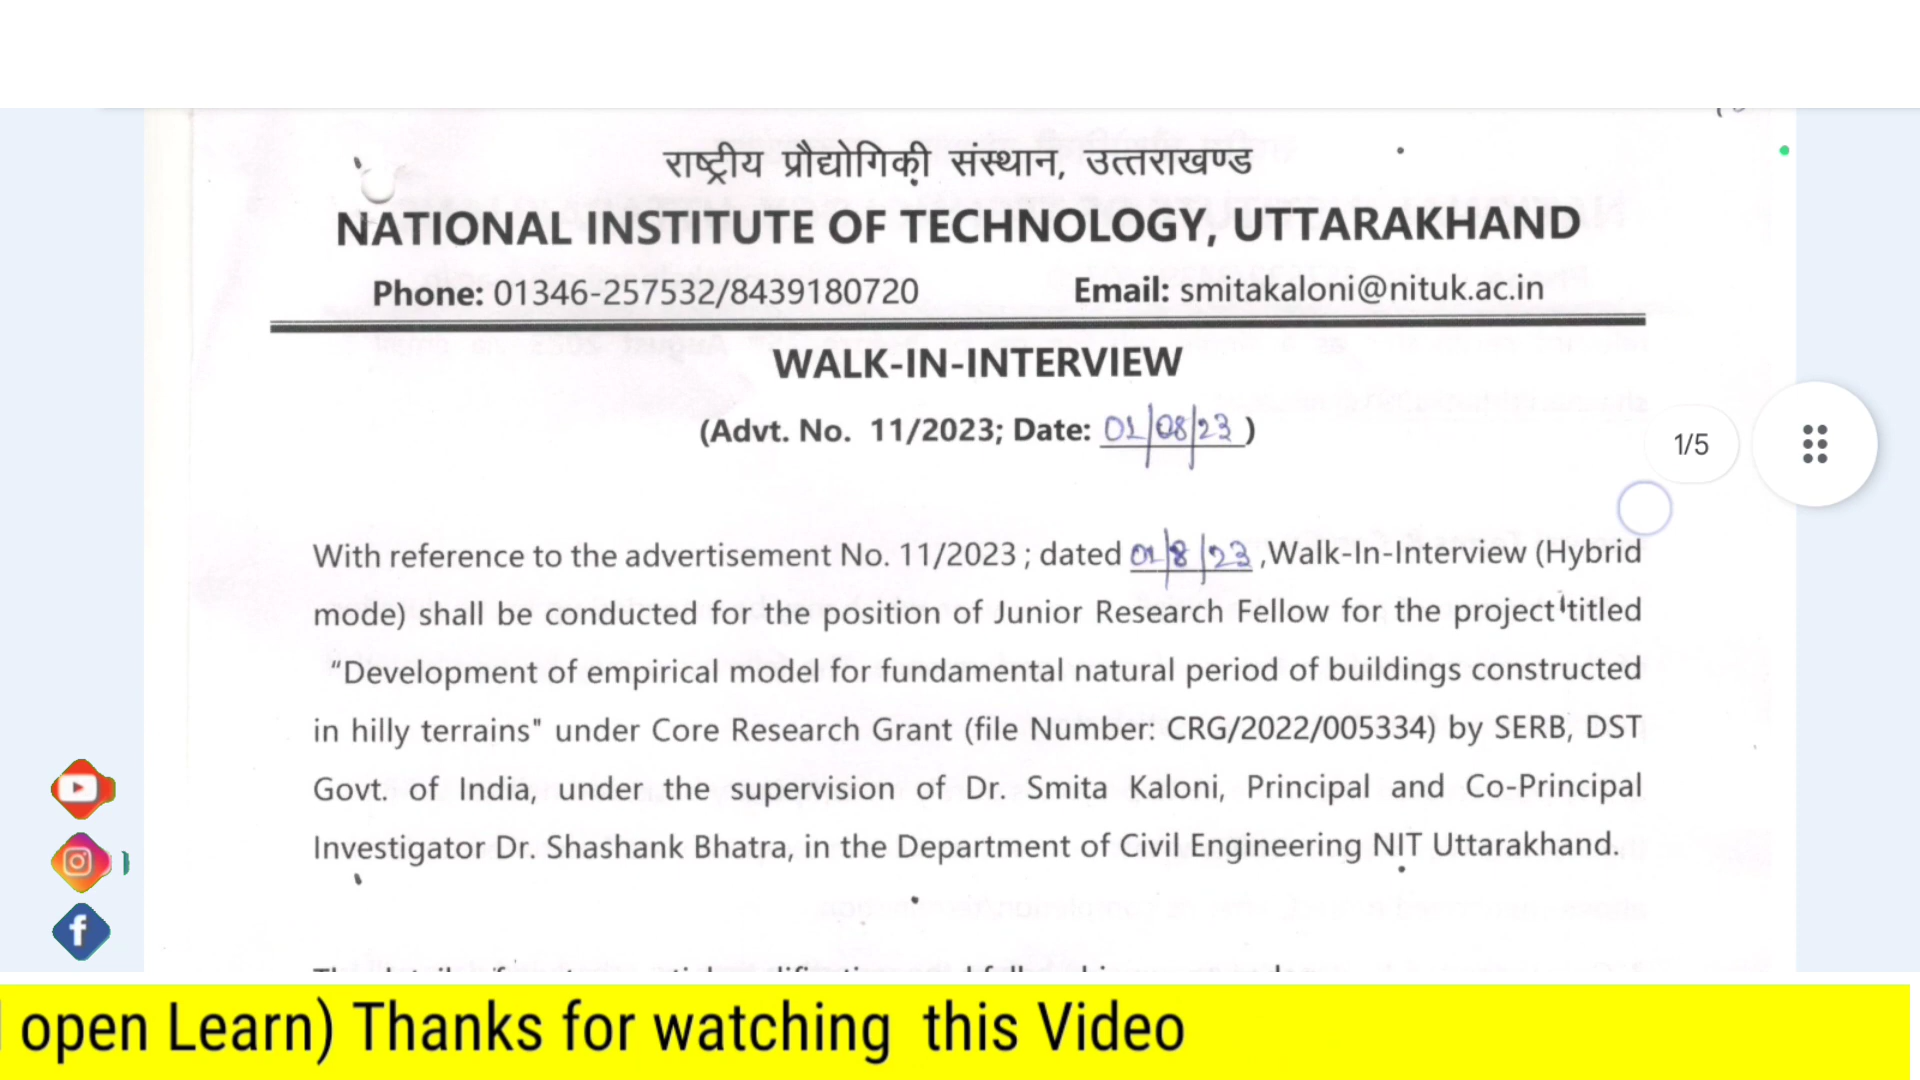 राष्ट्रीय प्रौद्योगिकी संस्थान, उत्तराखण्ड
NATIONAL INSTITUTE OF TECHNOLOGY, UTTARAKHAND
Phone: 01346-257532/8439180720 Email: smitakaloni@nituk.ac.in
WALK-IN-INTERVIEW
(Advt. No. 11/2023; Date: 01/08/23)
1/5
With reference to the advertisement No. 11/2023 ; dated 01/8/23 ,Walk-In-Interview (Hybrid
mode) shall be conducted for the position of Junior Research Fellow for the project titled
“Development of empirical model for fundamental natural period of buildings constructed
in hilly terrains" under Core Research Grant (file Number: CRG/2022/005334) by SERB, DST
Govt. of India, under the supervision of Dr. Smita Kaloni, Principal and Co-Principal
Investigator Dr. Shashank Bhatra, in the Department of Civil Engineering NIT Uttarakhand.
open Learn) Thanks for watching this Video